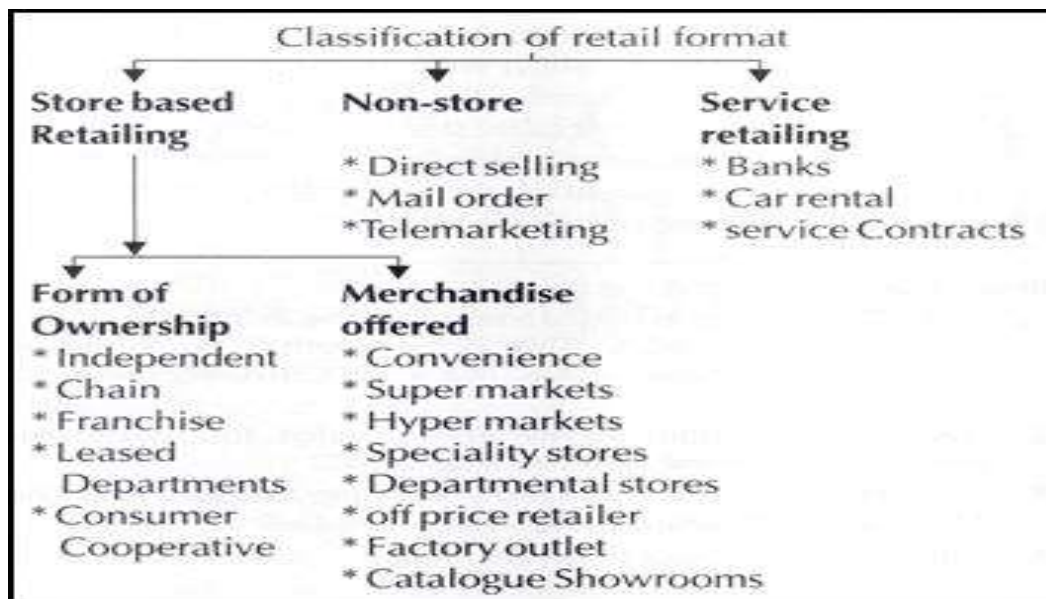 Classification of retail format
Store based
Retailing
Non-store
* Direct selling
* Mail order
*Telemarketing
Service
retailing
* Banks
* Car rental
* service Contracts
Form of
Ownership
* Independent
* Chain
* Franchise
* Leased
Departments
* Consumer
Cooperative
Merchandise
offered
* Convenience
* Super markets
* Hyper markets
* Speciality stores
* Departmental stores
* off price retailer
* Factory outlet
* Catalogue Showrooms